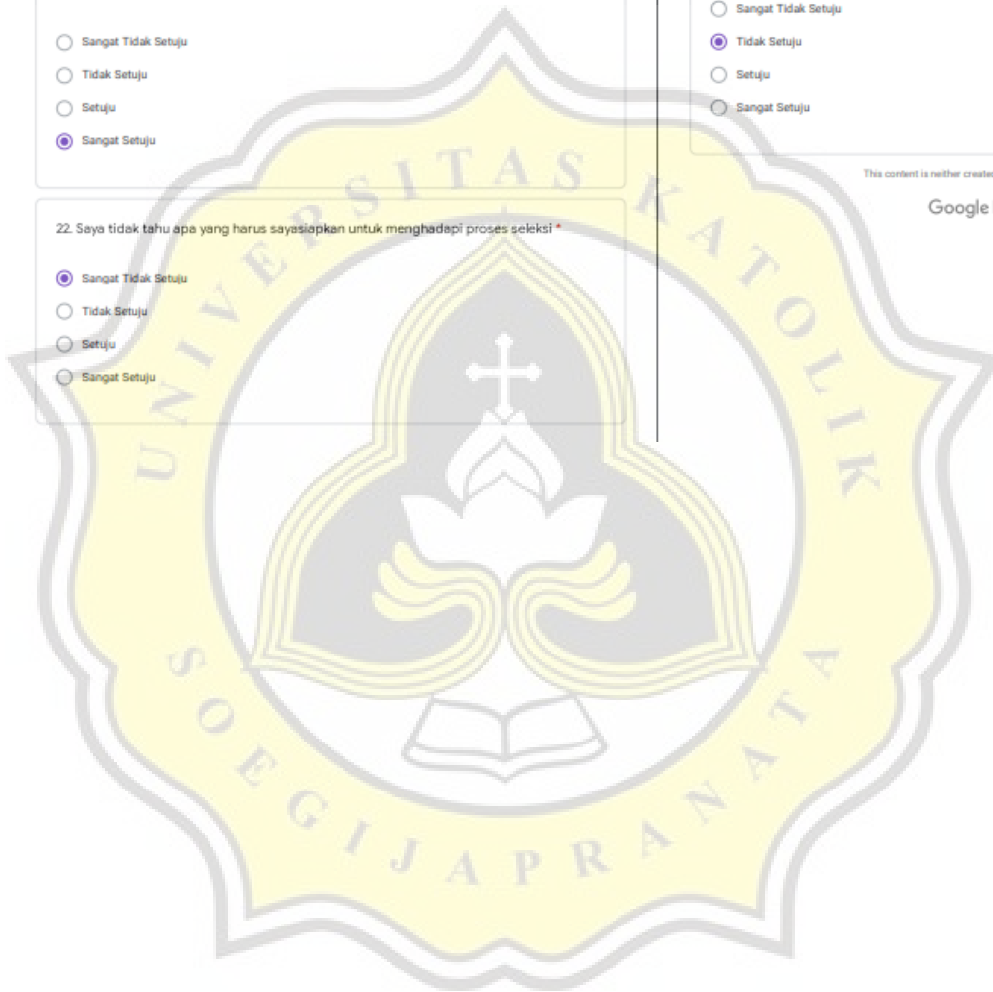 Sangat Tidak Setuju
Tidak Setuju
Setuju
Sangat Setuju
22. Saya tidak tahu apa yang harus sayasiapkan untuk menghadapi proses seleksi *
Sangat Tidak Setuju
Tidak Setuju
Setuju
Sangat Setuju
Sangat Tidak Setuju
Tidak Setuju
Setuju
Sangat Setuju
This content is neither created
Google
UNIVERSITAS KATOLIK
SOEGIJAPRANATA